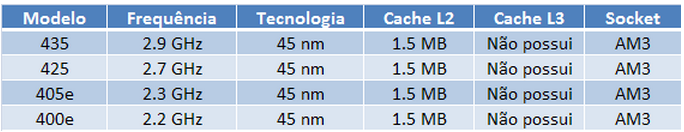 Modelo Frequência Tecnologia Cache L2 Cache L3 Socket
435 2.9 GHz 45 nm 1.5 MB Não possui AM3
425 2.7 GHz 45 nm 1.5 MB Não possui AM3
405e 2.3 GHz 45 nm 1.5 MB Não possui AM3
400e 2.2 GHz 45 nm 1.5 MB Não possui AM3